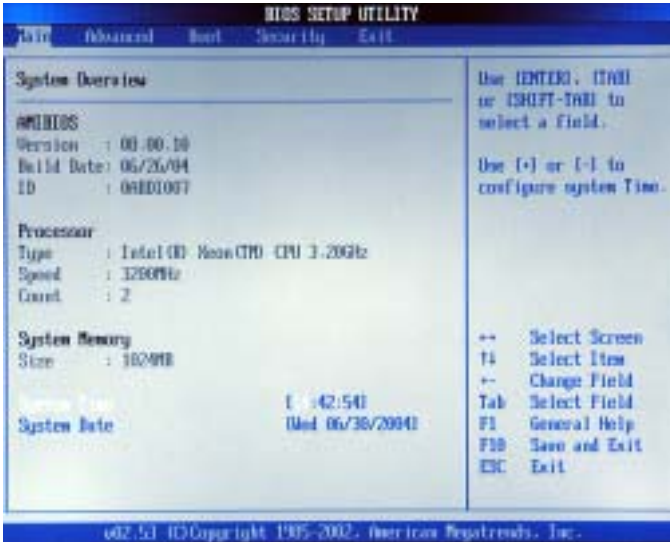 BIOS SETUP UTILITY
Main Advanced Boot Security Exit
System Overview
AMIBIOS
Version : 08.00.10
Build Date: 06/26/04
ID :
Processor
Type : Intel(R) Xeon(TM) CPU 3.20GHz
Speed : 3200MHz
Count : 2
System Memory
Size : 1024MB
System Time [ :42:54]
System Date [Wed 06/30/2004]
Use [ENTER], [TAB]
or [SHIFT-TAB] to
select a field.
Use [+] or [-] to
configure system Time.
↔ Select Screen
↑↓ Select Item
+- Change Field
Tab Select Field
F1 General Help
F10 Save and Exit
ESC Exit
v02.53 (C)Copyright 1985-2002, American Megatrends, Inc.